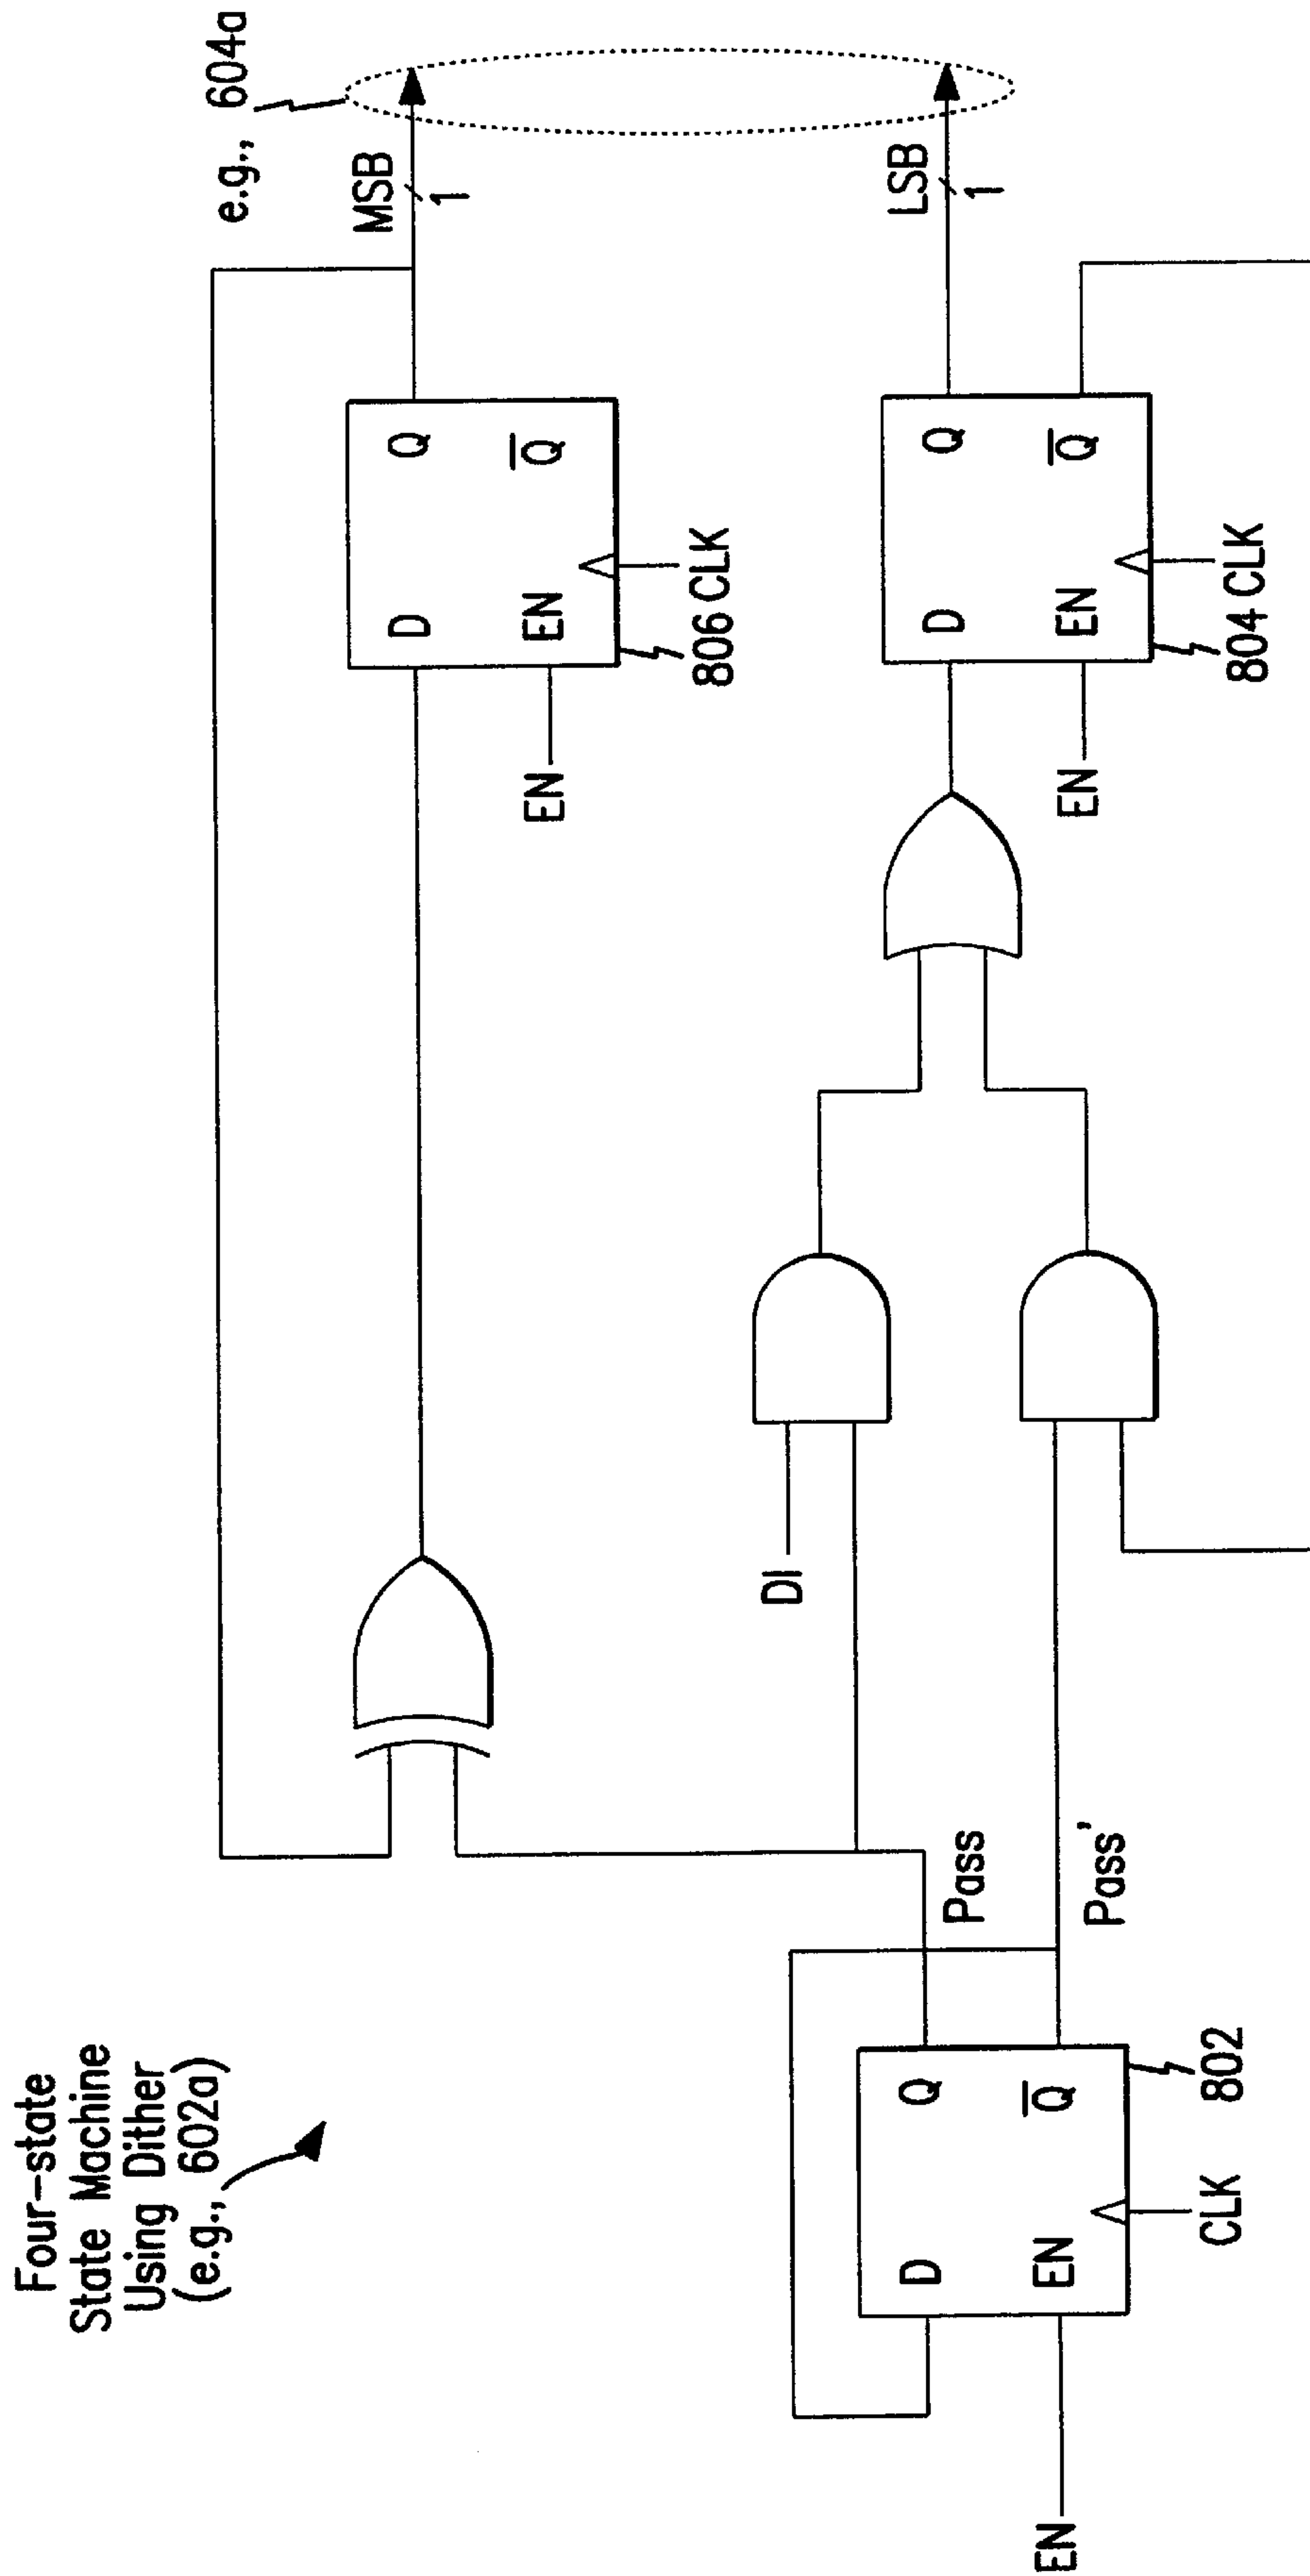 Four-state
State Machine
Using Dither
(e.g., 602a)
e.g., 604a
MSB
1
D
Q
EN
Q
EN
806
CLK
LSB
1
D
Q
EN
Q
EN
804
CLK
DI
Pass
Pass'
D
Q
EN
Q
EN
CLK
802